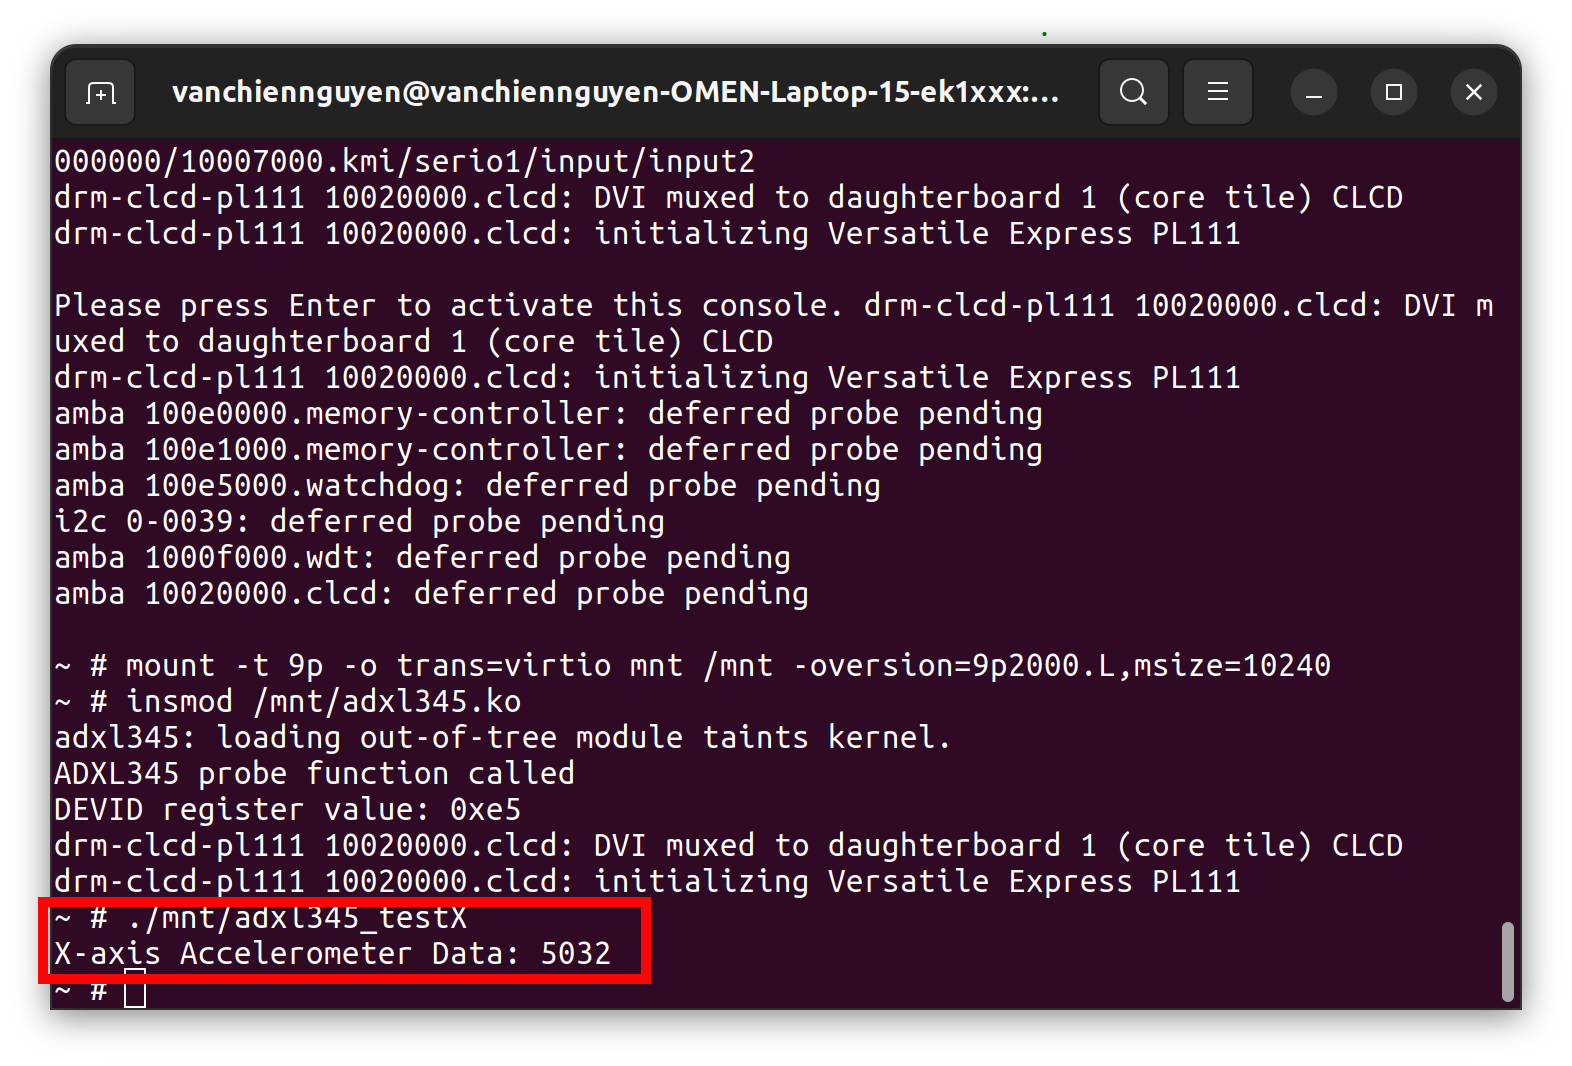 vanchiennguyen@vanchiennguyen-OMEN-Laptop-15-ek1xxx:...
000000/10007000.kmi/serio1/input/input2
drm-clcd-pl111 10020000.clcd: DVI muxed to daughterboard 1 (core tile) CLCD
drm-clcd-pl111 10020000.clcd: initializing Versatile Express PL111
Please press Enter to activate this console. drm-clcd-pl111 10020000.clcd: DVI m
uxed to daughterboard 1 (core tile) CLCD
drm-clcd-pl111 10020000.clcd: initializing Versatile Express PL111
amba 100e0000.memory-controller: deferred probe pending
amba 100e1000.memory-controller: deferred probe pending
amba 100e5000.watchdog: deferred probe pending
i2c 0-0039: deferred probe pending
amba 1000f000.wdt: deferred probe pending
amba 10020000.clcd: deferred probe pending
~ # mount -t 9p -o trans=virtio mnt /mnt -oversion=9p2000.L,msize=10240
~ # insmod /mnt/adxl345.ko
adxl345: loading out-of-tree module taints kernel.
ADXL345 probe function called
DEVID register value: 0xe5
drm-clcd-pl111 10020000.clcd: DVI muxed to daughterboard 1 (core tile) CLCD
drm-clcd-pl111 10020000.clcd: initializing Versatile Express PL111
~ # ./mnt/adxl345_testX
X-axis Accelerometer Data: 5032
~ #